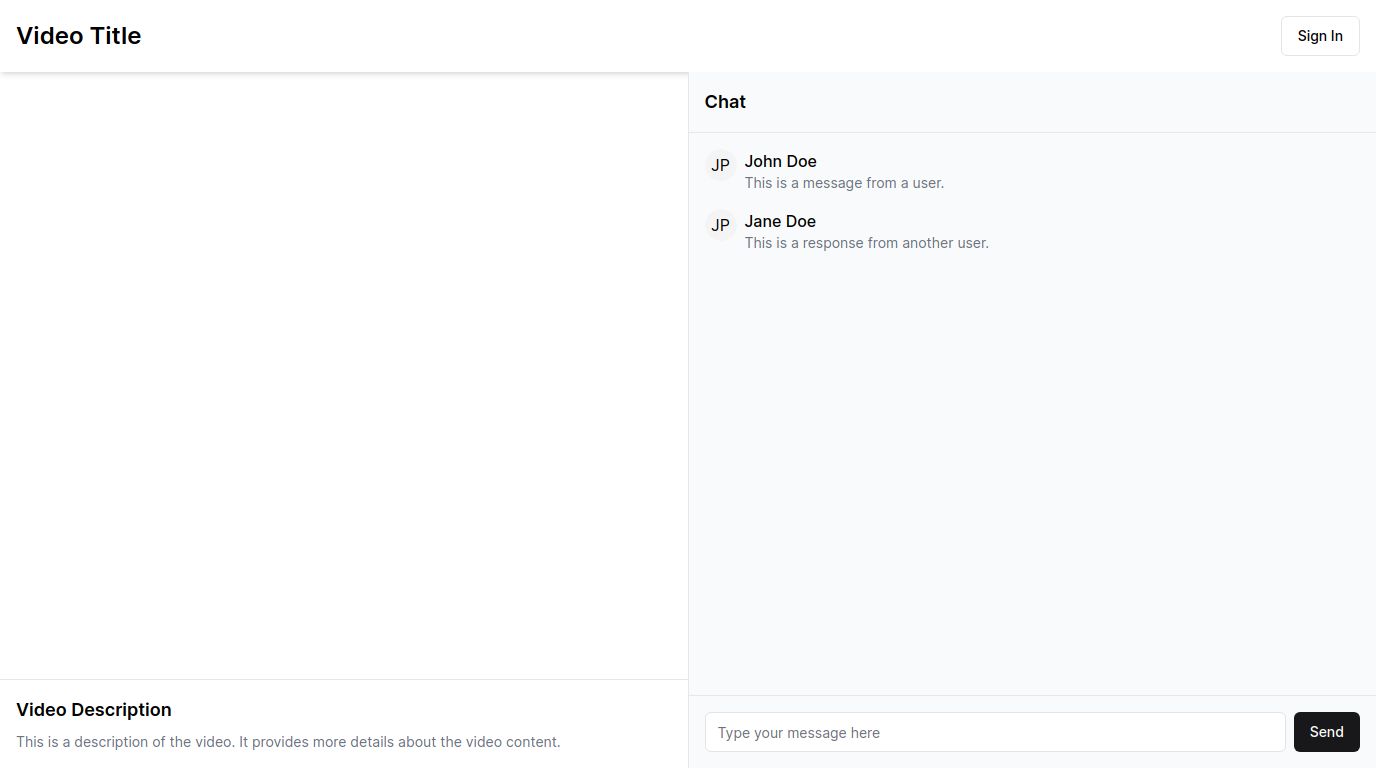 Video Title
Sign In
Chat
JP
John Doe
This is a message from a user.
JP
Jane Doe
This is a response from another user.
Video Description
This is a description of the video. It provides more details about the video content.
Type your message here
Send